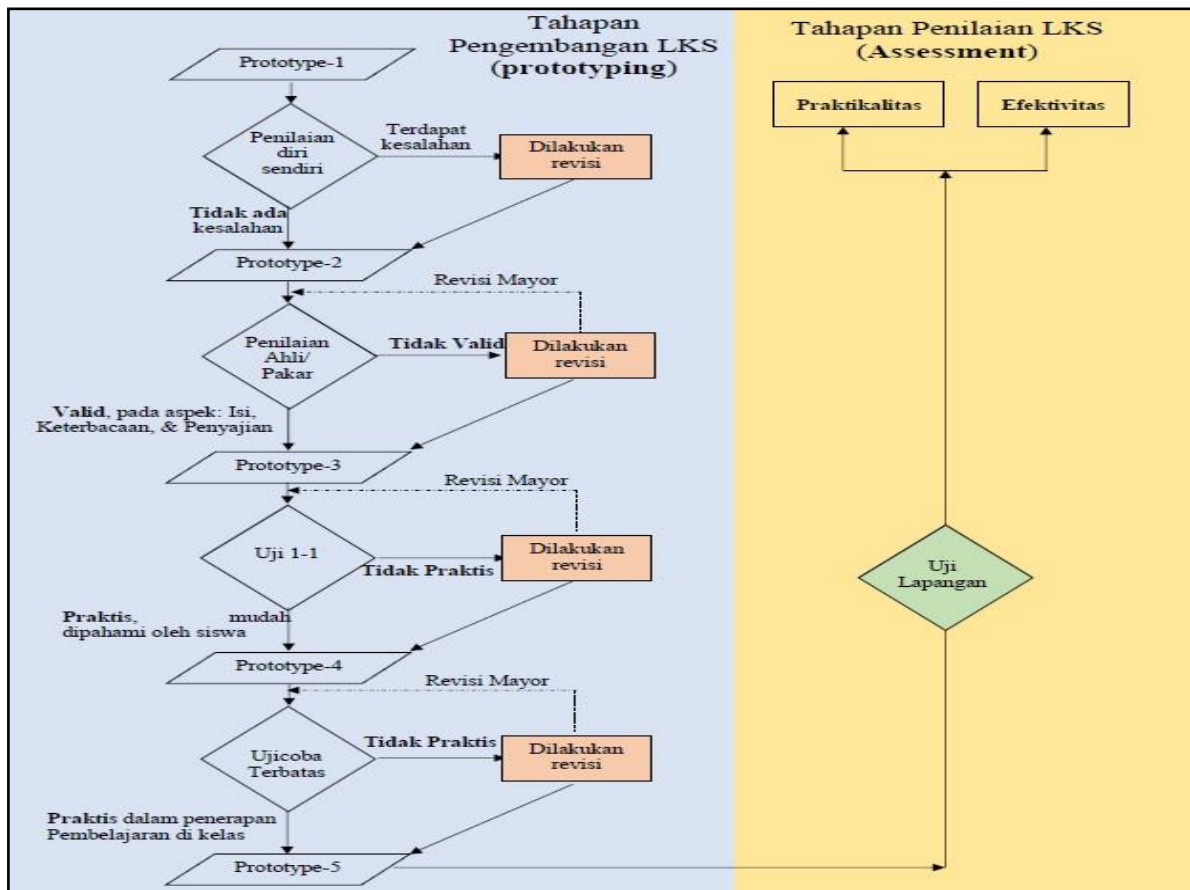 Tahapan
Pengembangan LKS
(prototyping)
Prototype-1
Penilaian
diri
sendiri
Terdapat
kesalahan
Dilakukan
revisi
Tidak ada
kesalahan
Prototype-2
Revisi Mayor
Penilaian
Ahli/
Pakar
Tidak Valid
Dilakukan
revisi
Valid, pada aspek: Isi,
Keterbacaan, & Penyajian
Prototype-3
Revisi Mayor
Uji 1-1
Tidak Praktis
Dilakukan
revisi
Praktis, mudah
dipahami oleh siswa
Prototype-4
Revisi Mayor
Ujicoba
Terbatas
Tidak Praktis
Dilakukan
revisi
Praktis dalam penerapan
Pembelajaran di kelas
Prototype-5
Tahapan Penilaian LKS
(Assessment)
Praktikalitas
Efektivitas
Uji
Lapangan